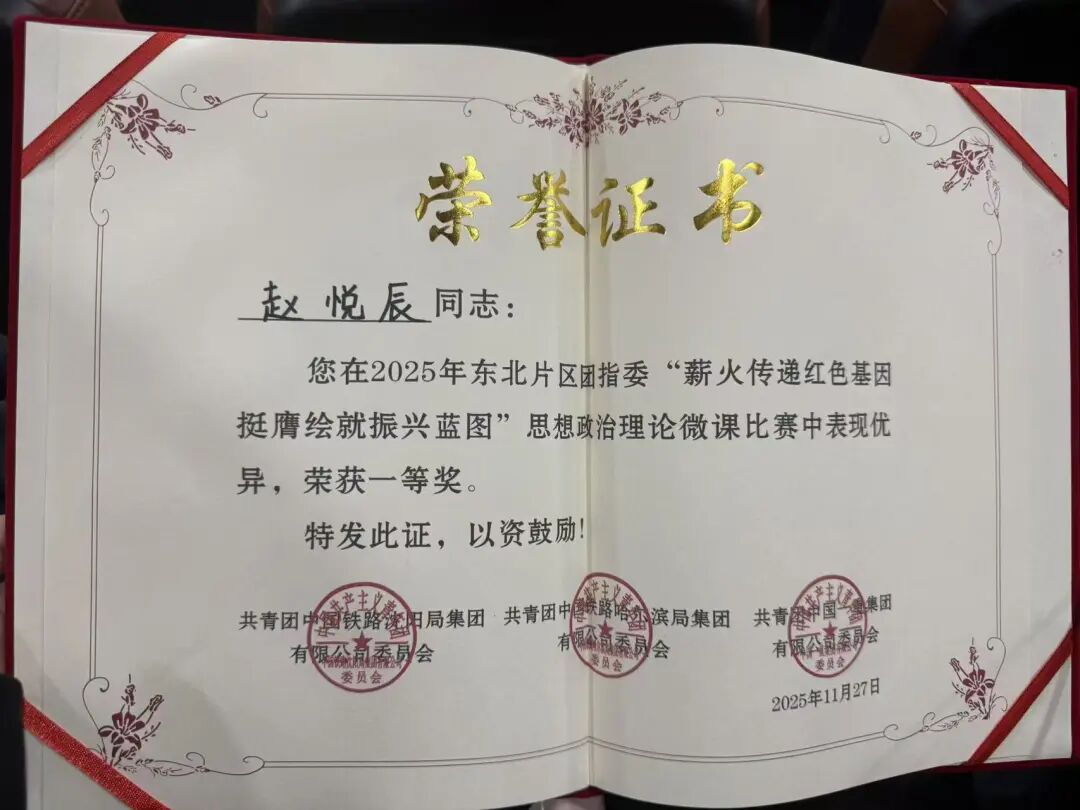 荣誉证书
赵悦辰同志：
您在2025年东北片区团指委“薪火传递红色基因
挺膺绘就振兴蓝图”思想政治理论微课比赛中表现优
异，荣获一等奖。
特发此证，以资鼓励！
共青团中国铁路沈阳局集团 共青团中国铁路哈尔滨局集团 共青团中国一重集团
有限公司委员会 有限公司委员会 有限公司委员会
委员会
2025年11月27日